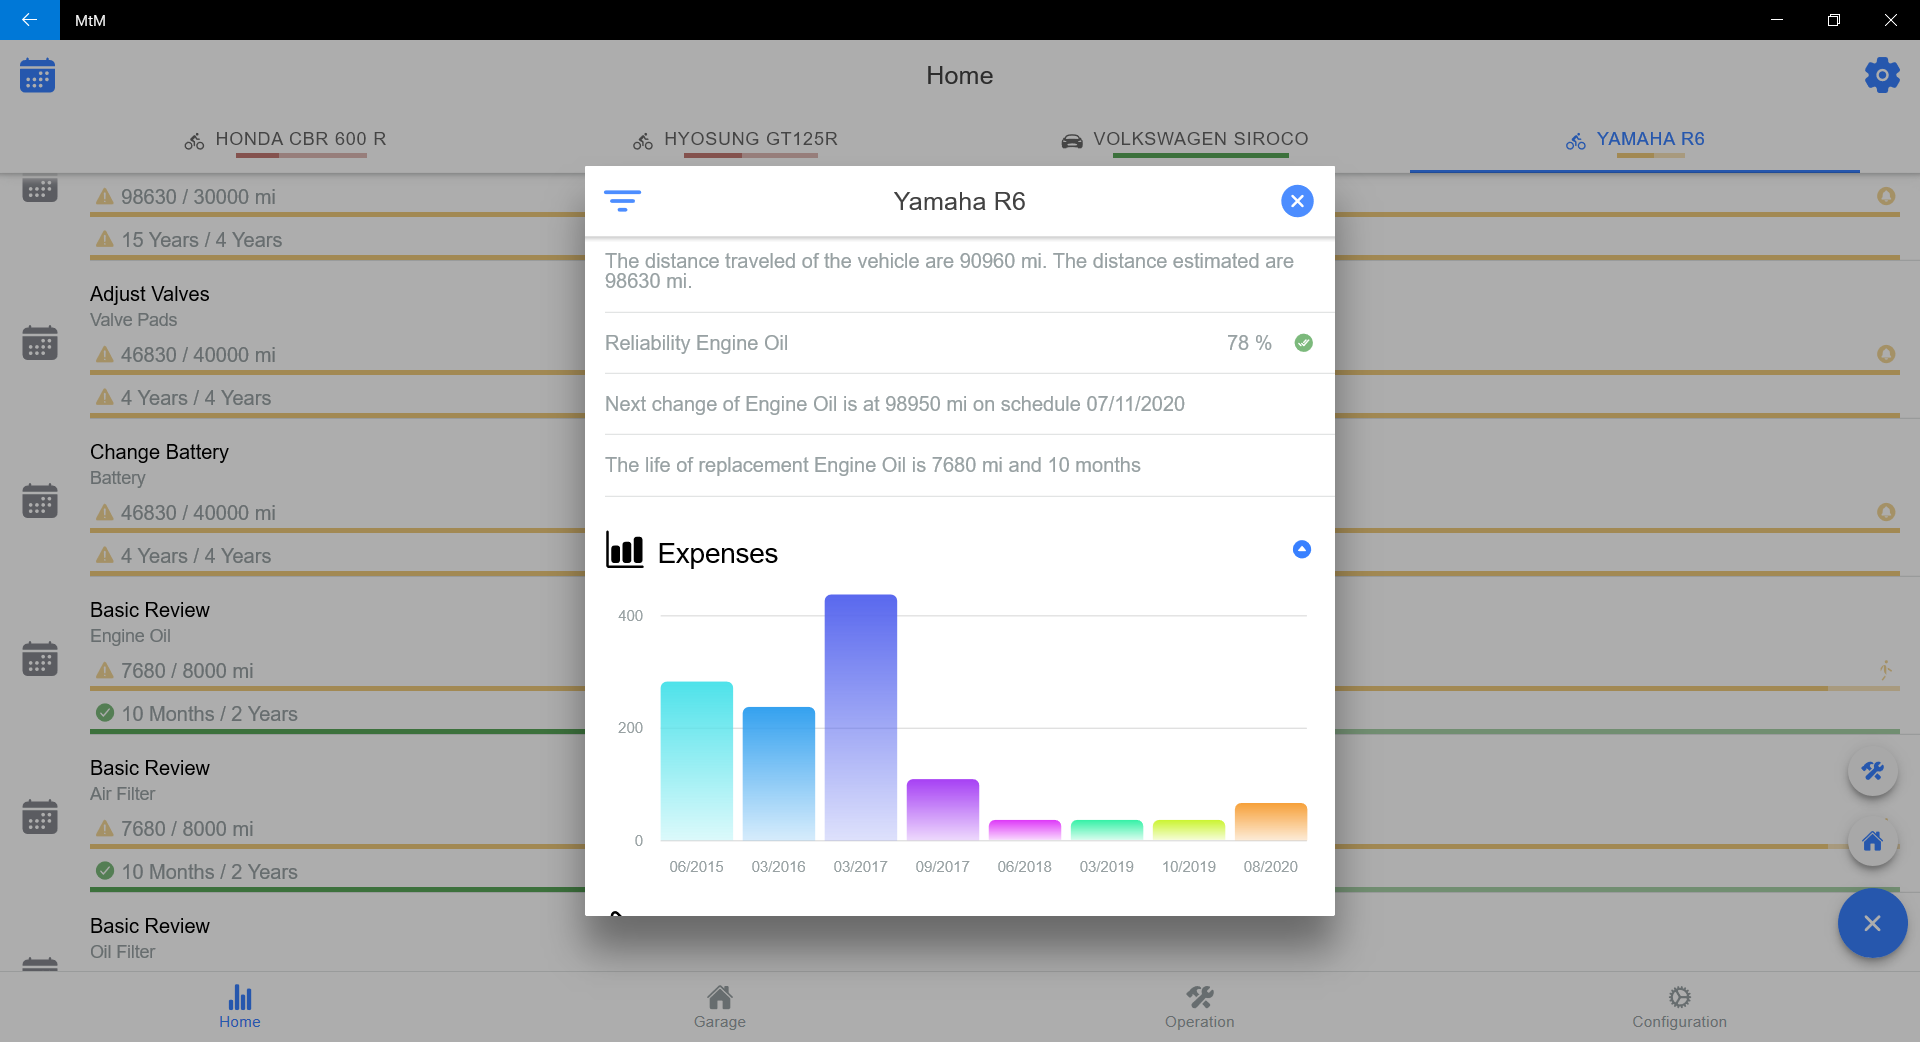 MtM
Home
HONDA CBR 600 R
HYOSUNG GT125R
VOLKSWAGEN SIROCO
YAMAHA R6
98630 / 30000 mi
15 Years / 4 Years
Adjust Valves
Valve Pads
46830 / 40000 mi
4 Years / 4 Years
Change Battery
Battery
46830 / 40000 mi
4 Years / 4 Years
Basic Review
Engine Oil
7680 / 8000 mi
10 Months / 2 Years
Basic Review
Air Filter
7680 / 8000 mi
10 Months / 2 Years
Basic Review
Oil Filter
Yamaha R6
The distance traveled of the vehicle are 90960 mi. The distance estimated are
98630 mi.
Reliability Engine Oil 78 %
Next change of Engine Oil is at 98950 mi on schedule 07/11/2020
The life of replacement Engine Oil is 7680 mi and 10 months
Expenses
400
200
0
06/2015 03/2016 03/2017 09/2017 06/2018 03/2019 10/2019 08/2020
Home
Garage
Operation
Configuration